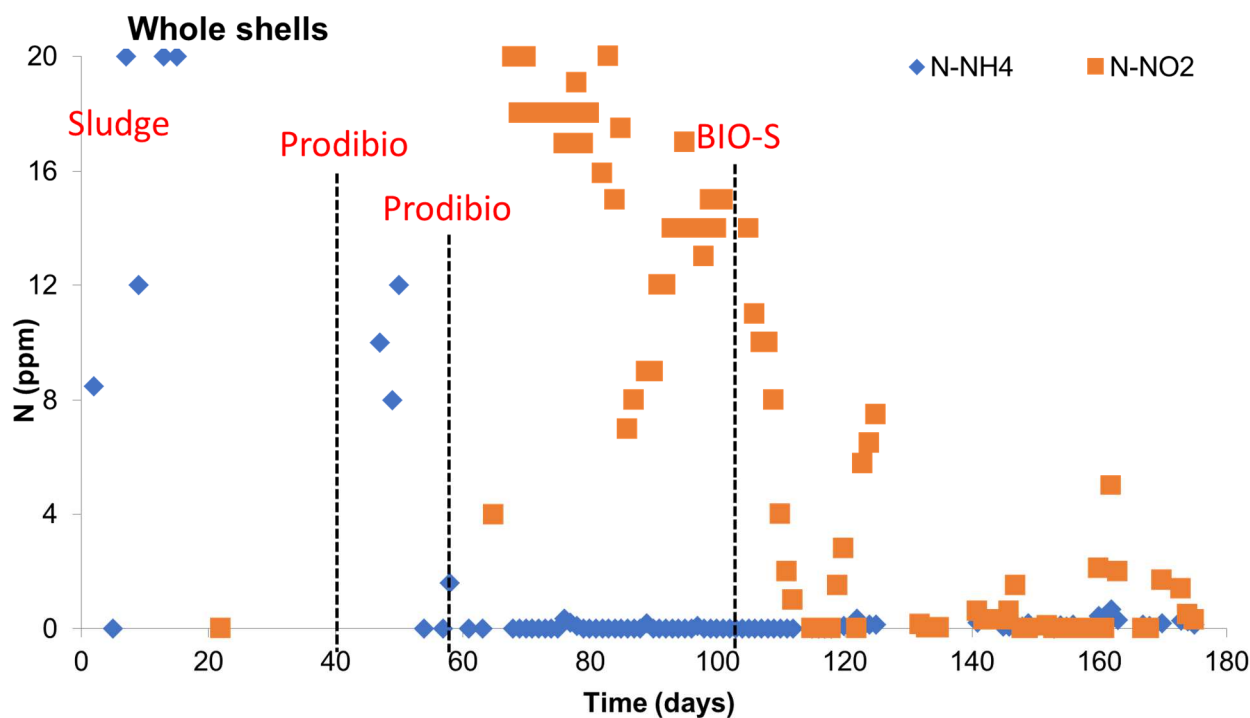 Whole shells
N-NH4
N-NO2
Sludge
Prodibio
Prodibio
BIO-S
N (ppm)
20
16
12
8
4
0
0 20 40 60 80 100 120 140 160 180
Time (days)